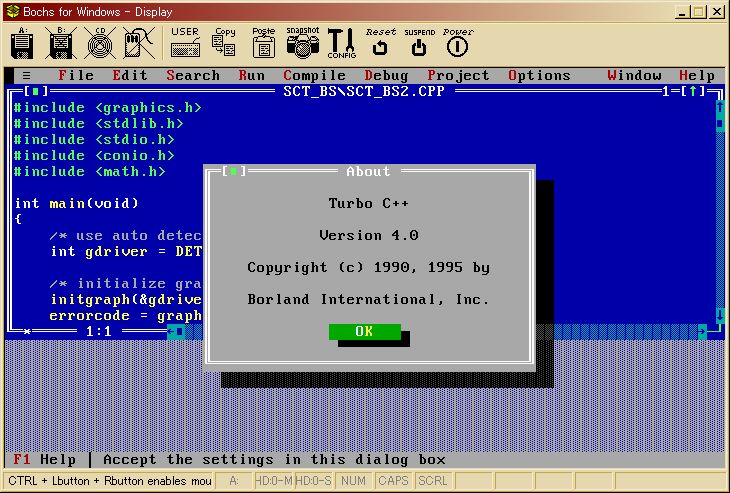 Bochs for Windows - Display
A: B: CD USER Copy Paste snapshot CONFIG Reset SUSPEND Power
≡ File Edit Search Run Compile Debug Project Options Window Help
[■] SCT_BS\SCT_BS2.CPP 1=[↑]
#include <graphics.h>
#include <stdlib.h>
#include <stdio.h>
#include <conio.h>
#include <math.h>
[■] About
int main(void)
Turbo C++
{
/* use auto detec
Version 4.0
int gdriver = DET
Copyright (c) 1990, 1995 by
/* initialize gra
initgraph(&gdrive
Borland International, Inc.
errorcode = graph
* 1:1
OK
F1 Help | Accept the settings in this dialog box
CTRL + Lbutton + Rbutton enables mou A: HD:0-M HD:0-S NUM CAPS SCRL